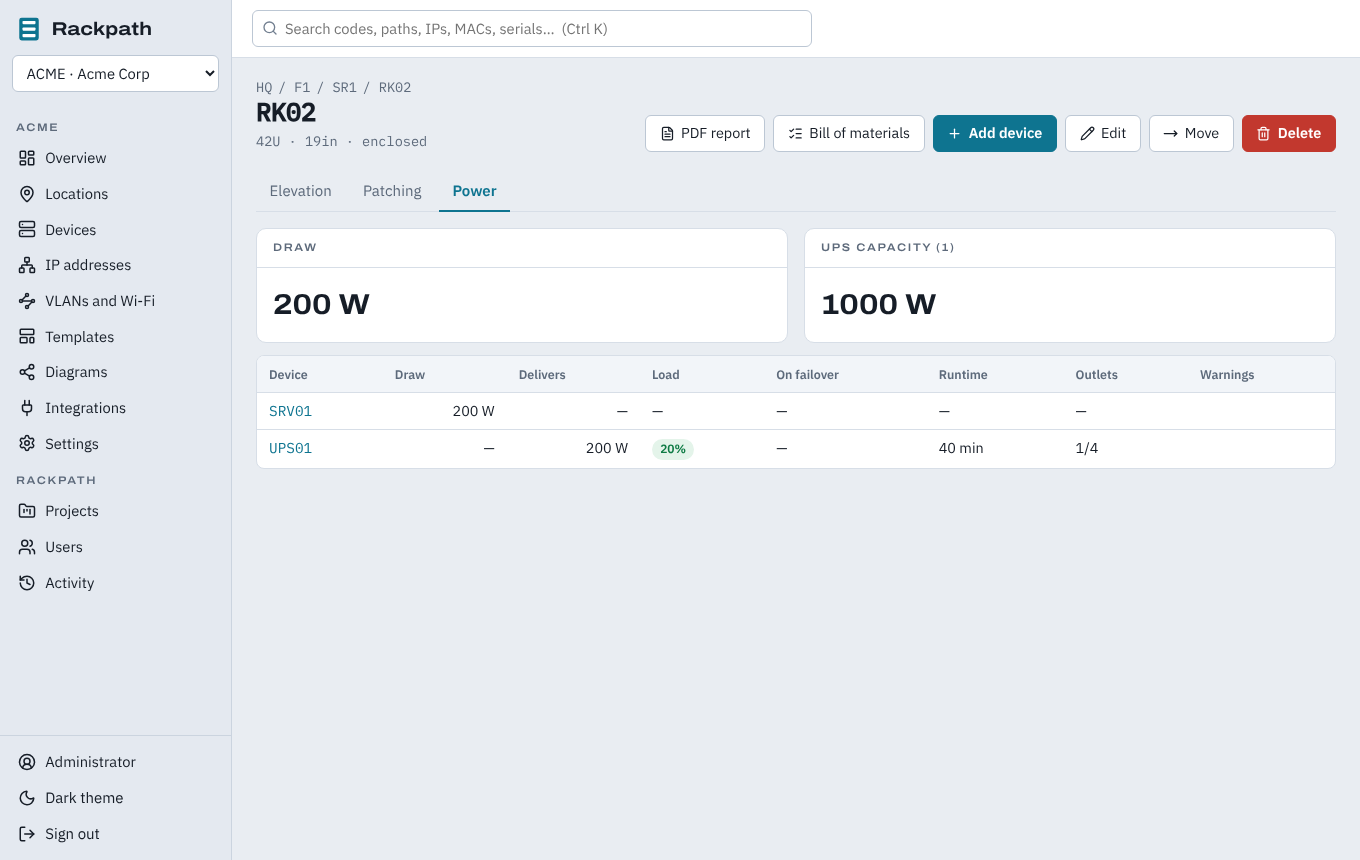 Rackpath
Search codes, paths, IPs, MACs, serials... (Ctrl K)
ACME · Acme Corp
ACME
Overview
Locations
Devices
IP addresses
VLANs and Wi-Fi
Templates
Diagrams
Integrations
Settings
RACKPATH
Projects
Users
Activity
Administrator
Dark theme
Sign out
HQ / F1 / SR1 / RK02
RK02
42U · 19in · enclosed
PDF report
Bill of materials
+ Add device
Edit
→ Move
Delete
Elevation Patching Power
DRAW
200 W
UPS CAPACITY (1)
1000 W
Device Draw Delivers Load On failover Runtime Outlets Warnings
SRV01 200 W — — — — —
UPS01 — 200 W 20% — 40 min 1/4